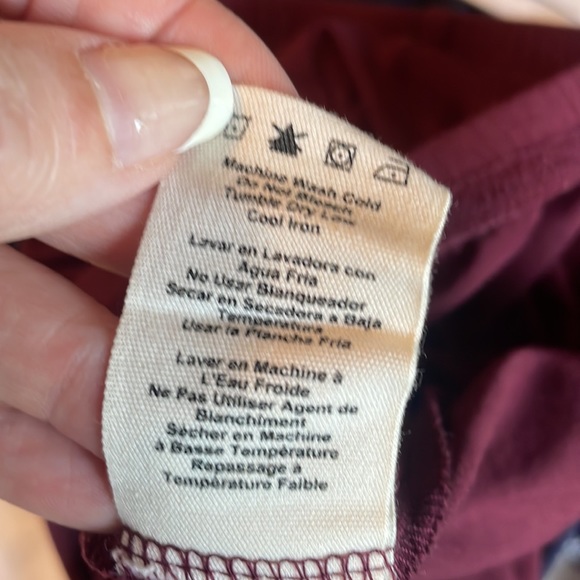 Machine Wash Cold
Do Not Bleach
Tumble Dry Low
Cool Iron
Lavar en Lavadora con
Agua Fria
No Usar Blanqueador
Secar en Secadora a Baja
Temperatura
Usar la Plancha Fria
Laver en Machine à
L'Eau Froide
Ne Pas Utiliser Agent de
Blanchiment
Sécher en Machine
à Basse Température
Repassage à
Température Faible